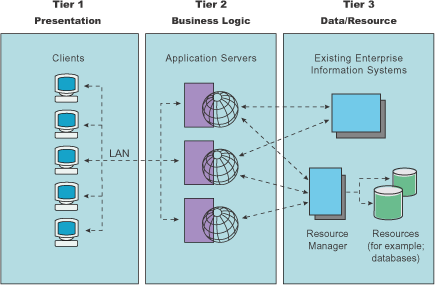 Tier 1
Presentation
Tier 2
Business Logic
Tier 3
Data/Resource
Clients
LAN
Application Servers
Existing Enterprise
Information Systems
Resource
Manager
Resources
(for example;
databases)